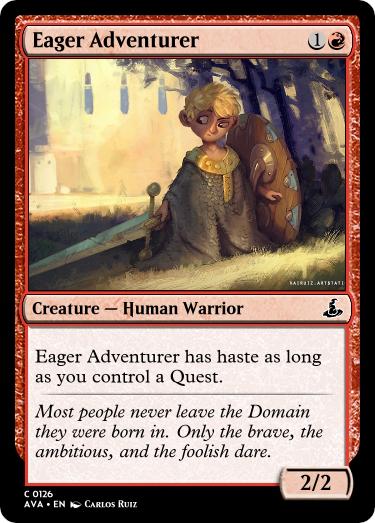 Eager Adventurer 1
RAIRUIZ.ARTSTATI
Creature — Human Warrior
Eager Adventurer has haste as long
as you control a Quest.
Most people never leave the Domain
they were born in. Only the brave, the
ambitious, and the foolish dare.
2/2
C 0126
AVA • EN Carlos Ruiz